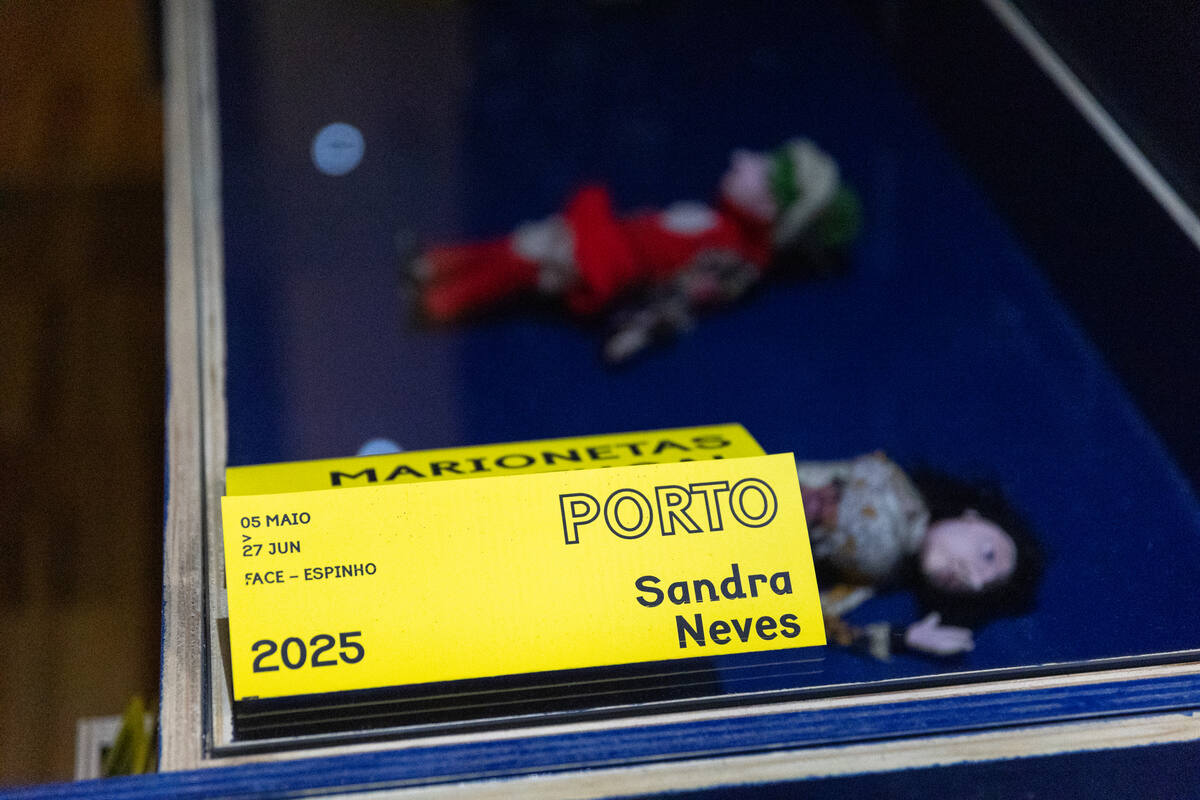 MARIONETAS
PORTO
05 MAIO
>
27 JUN
FACE – ESPINHO
Sandra
Neves
2025